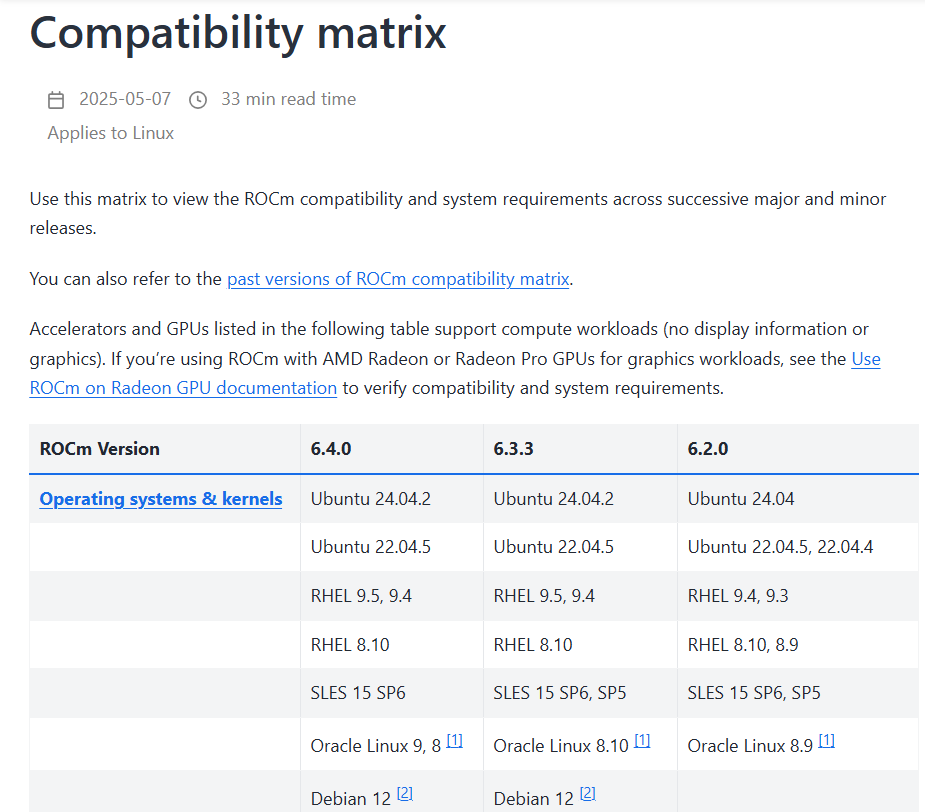 Compatibility matrix
2025-05-07 33 min read time
Applies to Linux
Use this matrix to view the ROCm compatibility and system requirements across successive major and minor
releases.
You can also refer to the past versions of ROCm compatibility matrix.
Accelerators and GPUs listed in the following table support compute workloads (no display information or
graphics). If you’re using ROCm with AMD Radeon or Radeon Pro GPUs for graphics workloads, see the Use
ROCm on Radeon GPU documentation to verify compatibility and system requirements.
ROCm Version 6.4.0 6.3.3 6.2.0
Operating systems & kernels Ubuntu 24.04.2 Ubuntu 24.04.2 Ubuntu 24.04
Ubuntu 22.04.5 Ubuntu 22.04.5 Ubuntu 22.04.5, 22.04.4
RHEL 9.5, 9.4 RHEL 9.5, 9.4 RHEL 9.4, 9.3
RHEL 8.10 RHEL 8.10 RHEL 8.10, 8.9
SLES 15 SP6 SLES 15 SP6, SP5 SLES 15 SP6, SP5
Oracle Linux 9, 8 [1] Oracle Linux 8.10 [1] Oracle Linux 8.9 [1]
Debian 12 [2] Debian 12 [2]